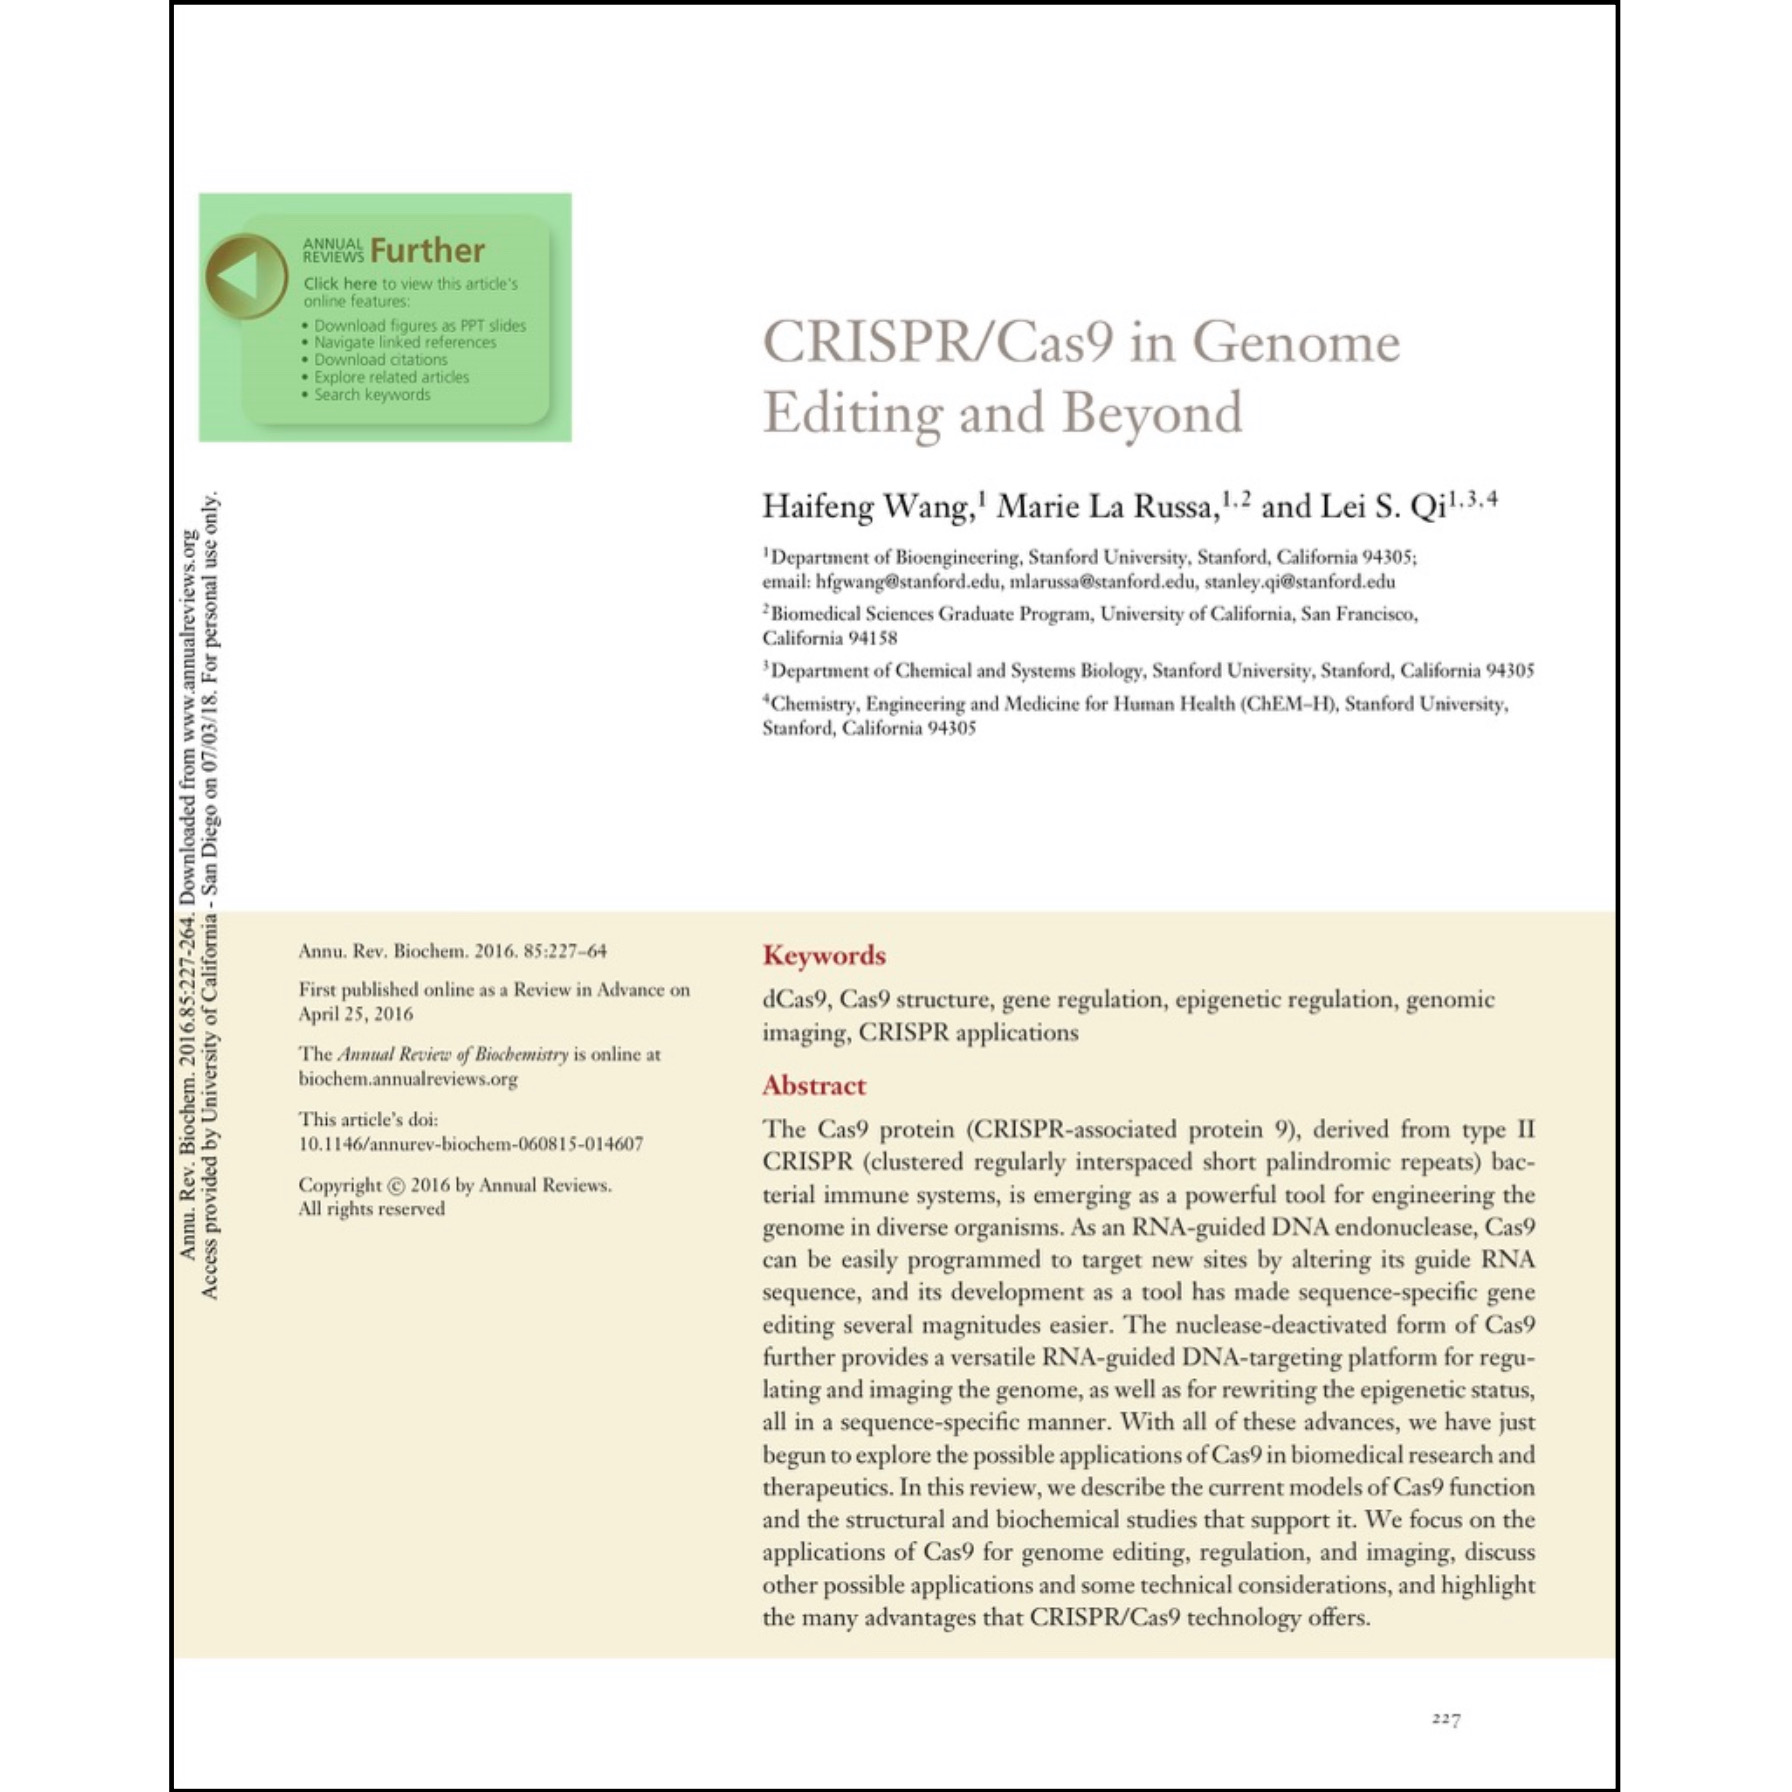 ANNUAL
REVIEWS Further
Click here to view this article's
online features:
• Download figures as PPT slides
• Navigate linked references
• Download citations
• Explore related articles
• Search keywords
CRISPR/Cas9 in Genome
Editing and Beyond
Haifeng Wang,1 Marie La Russa,1,2 and Lei S. Qi1,3,4
1Department of Bioengineering, Stanford University, Stanford, California 94305;
email: hfgwang@stanford.edu, mlarussa@stanford.edu, stanley.qi@stanford.edu
2Biomedical Sciences Graduate Program, University of California, San Francisco,
California 94158
3Department of Chemical and Systems Biology, Stanford University, Stanford, California 94305
4Chemistry, Engineering and Medicine for Human Health (ChEM–H), Stanford University,
Stanford, California 94305
Annu. Rev. Biochem. 2016.85:227-264. Downloaded from www.annualreviews.org
Access provided by University of California - San Diego on 07/03/18. For personal use only.
Annu. Rev. Biochem. 2016. 85:227–64
First published online as a Review in Advance on
April 25, 2016
The Annual Review of Biochemistry is online at
biochem.annualreviews.org
This article's doi:
10.1146/annurev-biochem-060815-014607
Copyright © 2016 by Annual Reviews.
All rights reserved
Keywords
dCas9, Cas9 structure, gene regulation, epigenetic regulation, genomic
imaging, CRISPR applications
Abstract
The Cas9 protein (CRISPR-associated protein 9), derived from type II
CRISPR (clustered regularly interspaced short palindromic repeats) bac-
terial immune systems, is emerging as a powerful tool for engineering the
genome in diverse organisms. As an RNA-guided DNA endonuclease, Cas9
can be easily programmed to target new sites by altering its guide RNA
sequence, and its development as a tool has made sequence-specific gene
editing several magnitudes easier. The nuclease-deactivated form of Cas9
further provides a versatile RNA-guided DNA-targeting platform for regu-
lating and imaging the genome, as well as for rewriting the epigenetic status,
all in a sequence-specific manner. With all of these advances, we have just
begun to explore the possible applications of Cas9 in biomedical research and
therapeutics. In this review, we describe the current models of Cas9 function
and the structural and biochemical studies that support it. We focus on the
applications of Cas9 for genome editing, regulation, and imaging, discuss
other possible applications and some technical considerations, and highlight
the many advantages that CRISPR/Cas9 technology offers.
227